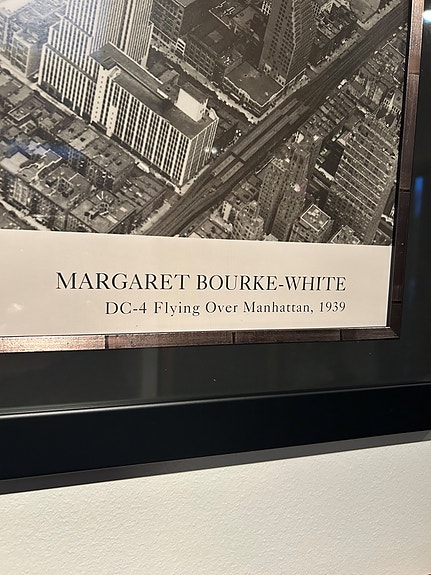 MARGARET BOURKE-WHITE
DC-4 Flying Over Manhattan, 1939